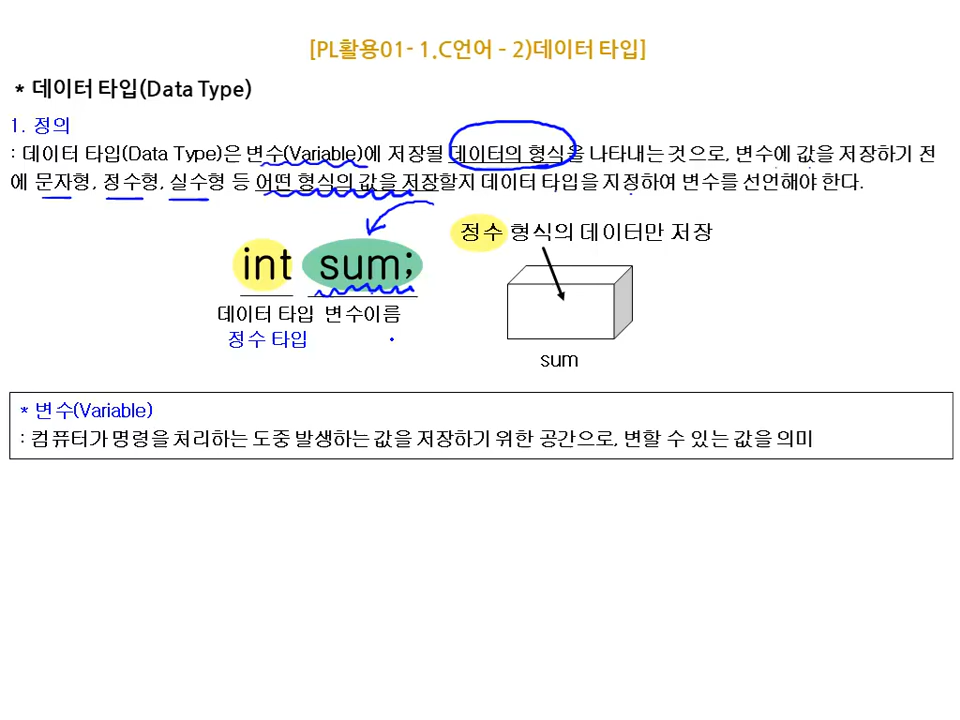 [PL활용01- 1.C언어 - 2)데이터 타입]
* 데이터 타입(Data Type)
1. 정의
: 데이터 타입(Data Type)은 변수(Variable)에 저장될 데이터의 형식을 나타내는 것으로, 변수에 값을 저장하기 전
에 문자형, 정수형, 실수형 등 어떤 형식의 값을 저장할지 데이터 타입을 지정하여 변수를 선언해야 한다.
정수 형식의 데이터만 저장
int sum;
데이터 타입 변수이름
정수 타입
sum
* 변수(Variable)
: 컴퓨터가 명령을 처리하는 도중 발생하는 값을 저장하기 위한 공간으로, 변할 수 있는 값을 의미